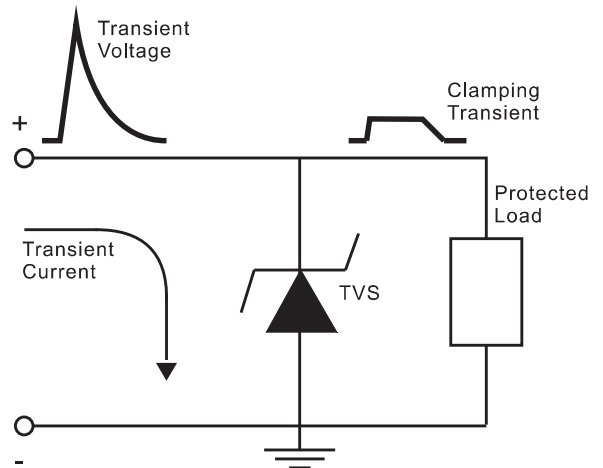 Transient
Voltage
Clamping
Transient
+
Protected
Load
Transient
Current
TVS
-